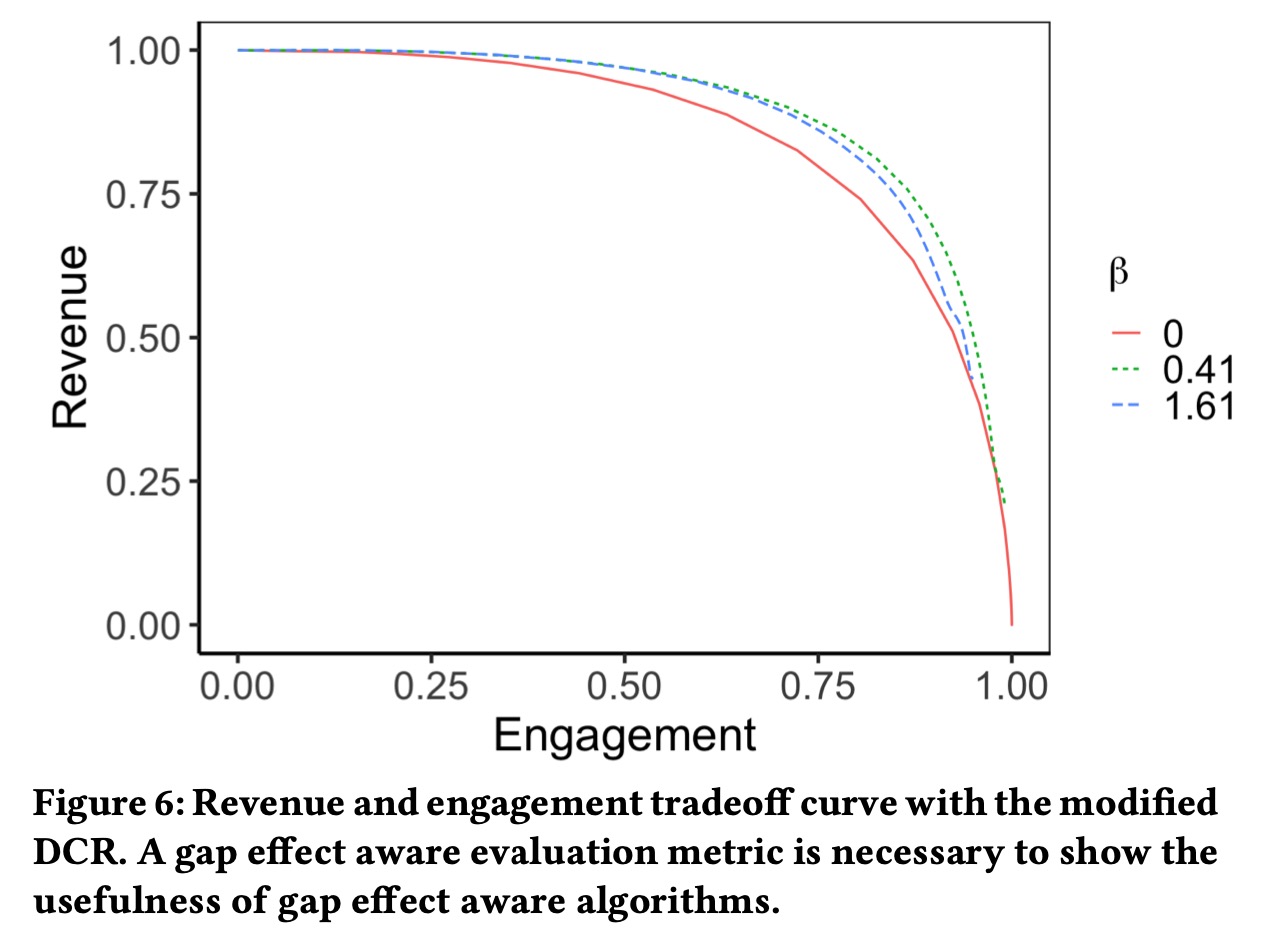 1.00
0.75
0.50
0.25
0.00
Revenue
0.00 0.25 0.50 0.75 1.00
Engagement
β
0
0.41
1.61
Figure 6: Revenue and engagement tradeoff curve with the modified
DCR. A gap effect aware evaluation metric is necessary to show the
usefulness of gap effect aware algorithms.